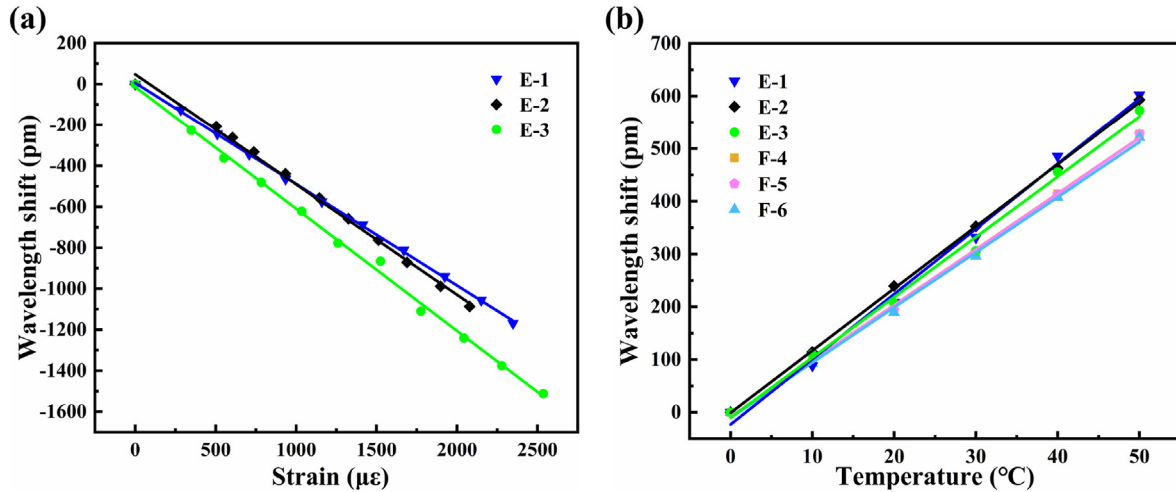 (a)
200
0
-200
-400
-600
-800
-1000
-1200
-1400
-1600
Wavelength shift (pm)
E-1
E-2
E-3
0 500 1000 1500 2000 2500
Strain (με)
(b)
700
600
500
400
300
200
100
0
Wavelength shift (pm)
E-1
E-2
E-3
F-4
F-5
F-6
0 10 20 30 40 50
Temperature (℃)